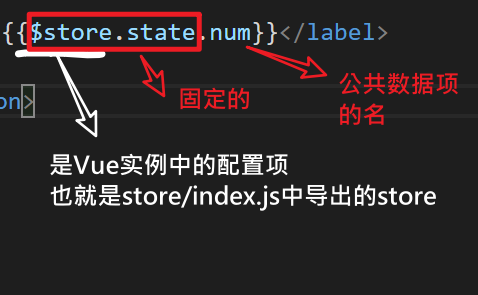 {{$store.state.num}}</label>
固定的
公共数据项
的名
on>
是Vue实例中的配置项
也就是store/index.js中导出的store